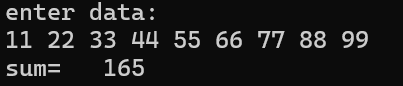 enter data:
11 22 33 44 55 66 77 88 99
sum=   165